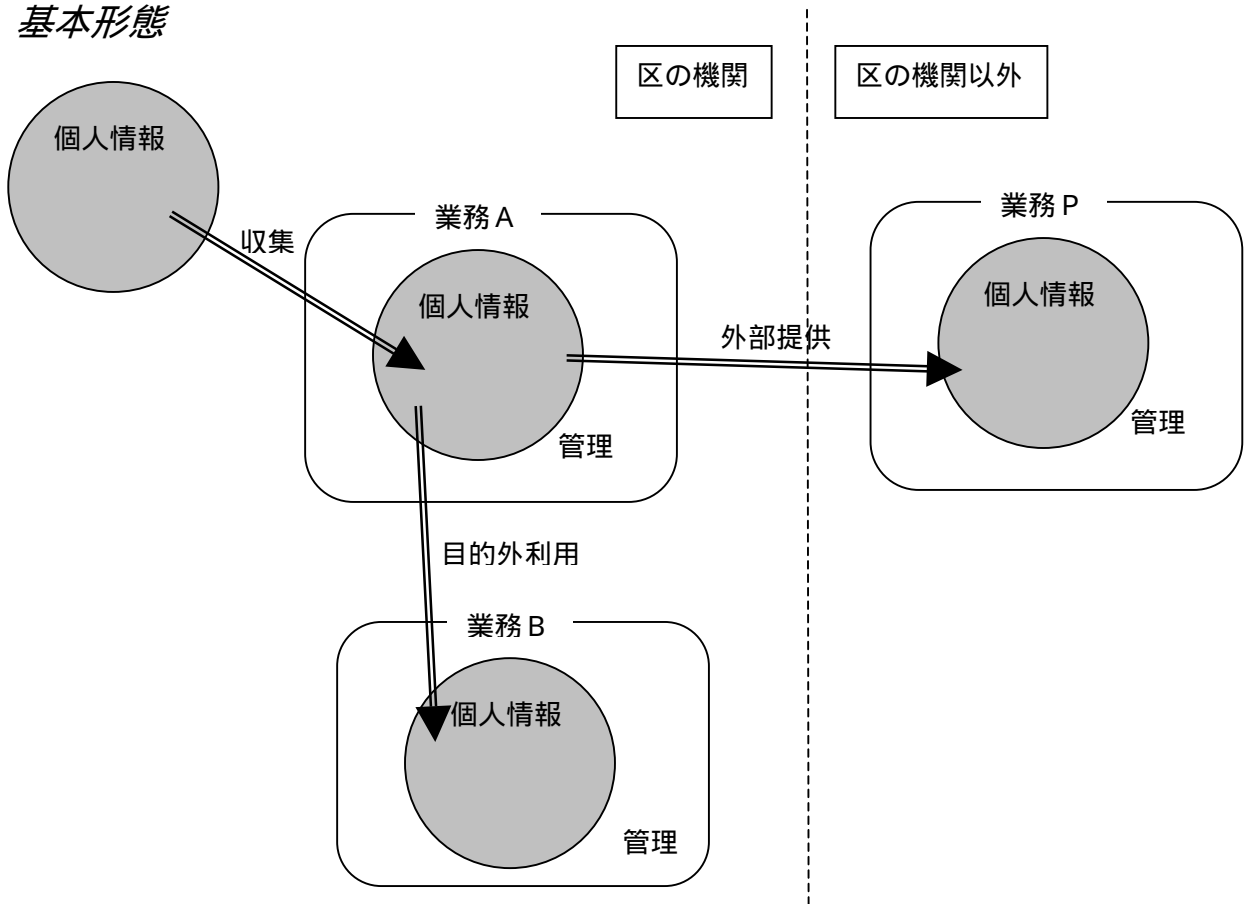 基本形態
区の機関
区の機関以外
個人情報
収集
業務A
個人情報
管理
外部提供
業務P
個人情報
管理
目的外利用
業務B
個人情報
管理